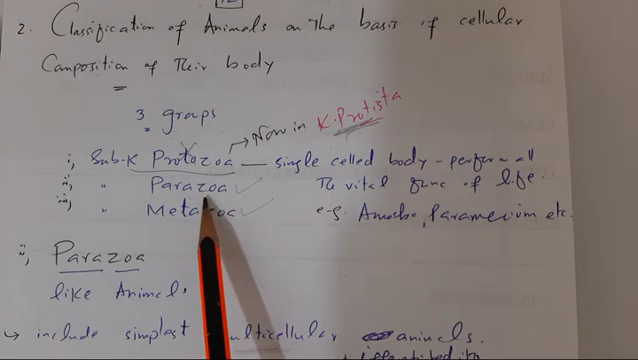 2. Classification of Animals on the basis of cellular
Composition of Their body
3 groups
→ Now in K. Protista
i, Sub-K Protozoa — single celled body - perform all
ii, " Parazoa ✓ The vital func of life.
iii, " Metazoa ✓ e.g. Amoeba, Paramecium etc.
ii, Parazoa
like Animals
↳ include simplest multicellular animals.